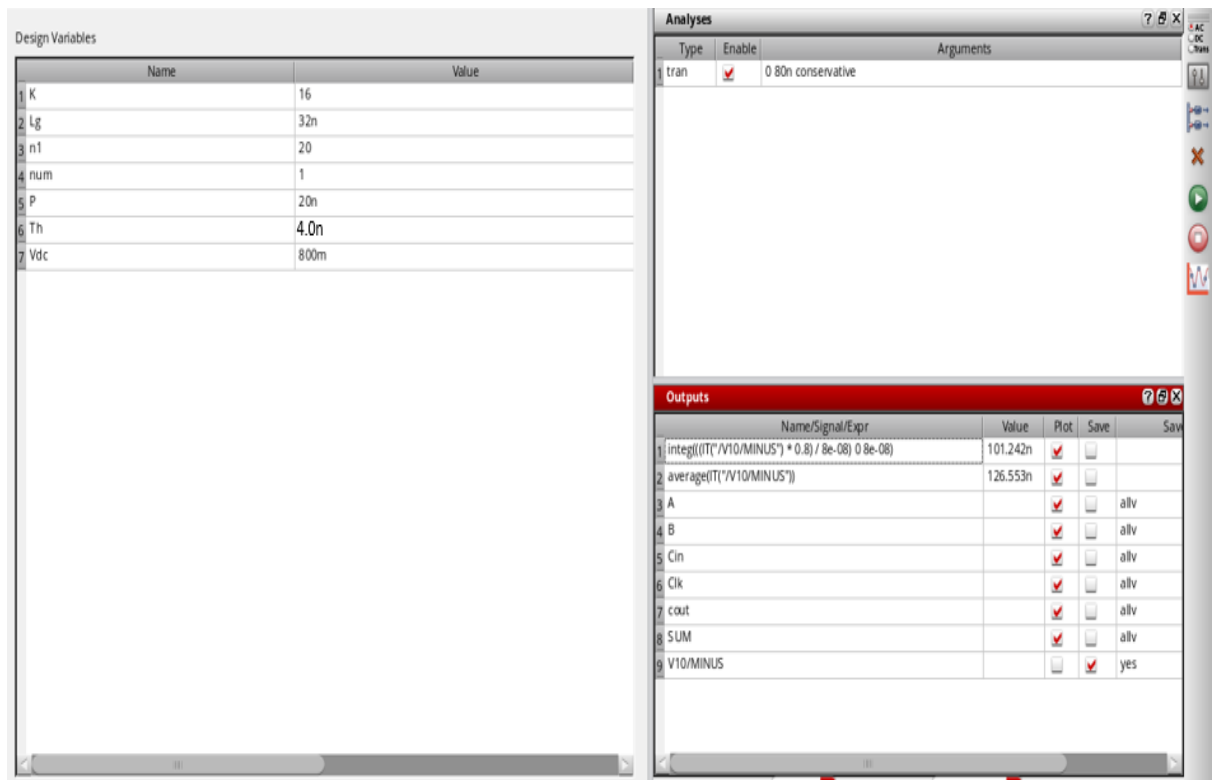 Design Variables
Name Value
1 K 16
2 Lg 32n
3 n1 20
4 num 1
5 P 20n
6 Th 4.0n
7 Vdc 800m
Analyses
Type Enable Arguments
1 tran 0 80n conservative
AC
DC
Trans
Outputs
Name/Signal/Expr Value Plot Save Sav
1 integ(((IT("/V10/MINUS") * 0.8) / 8e-08) 0 8e-08) 101.242n
2 average(IT("/V10/MINUS")) 126.553n
3 A allv
4 B allv
5 Cin allv
6 Clk allv
7 cout allv
8 SUM allv
9 V10/MINUS yes